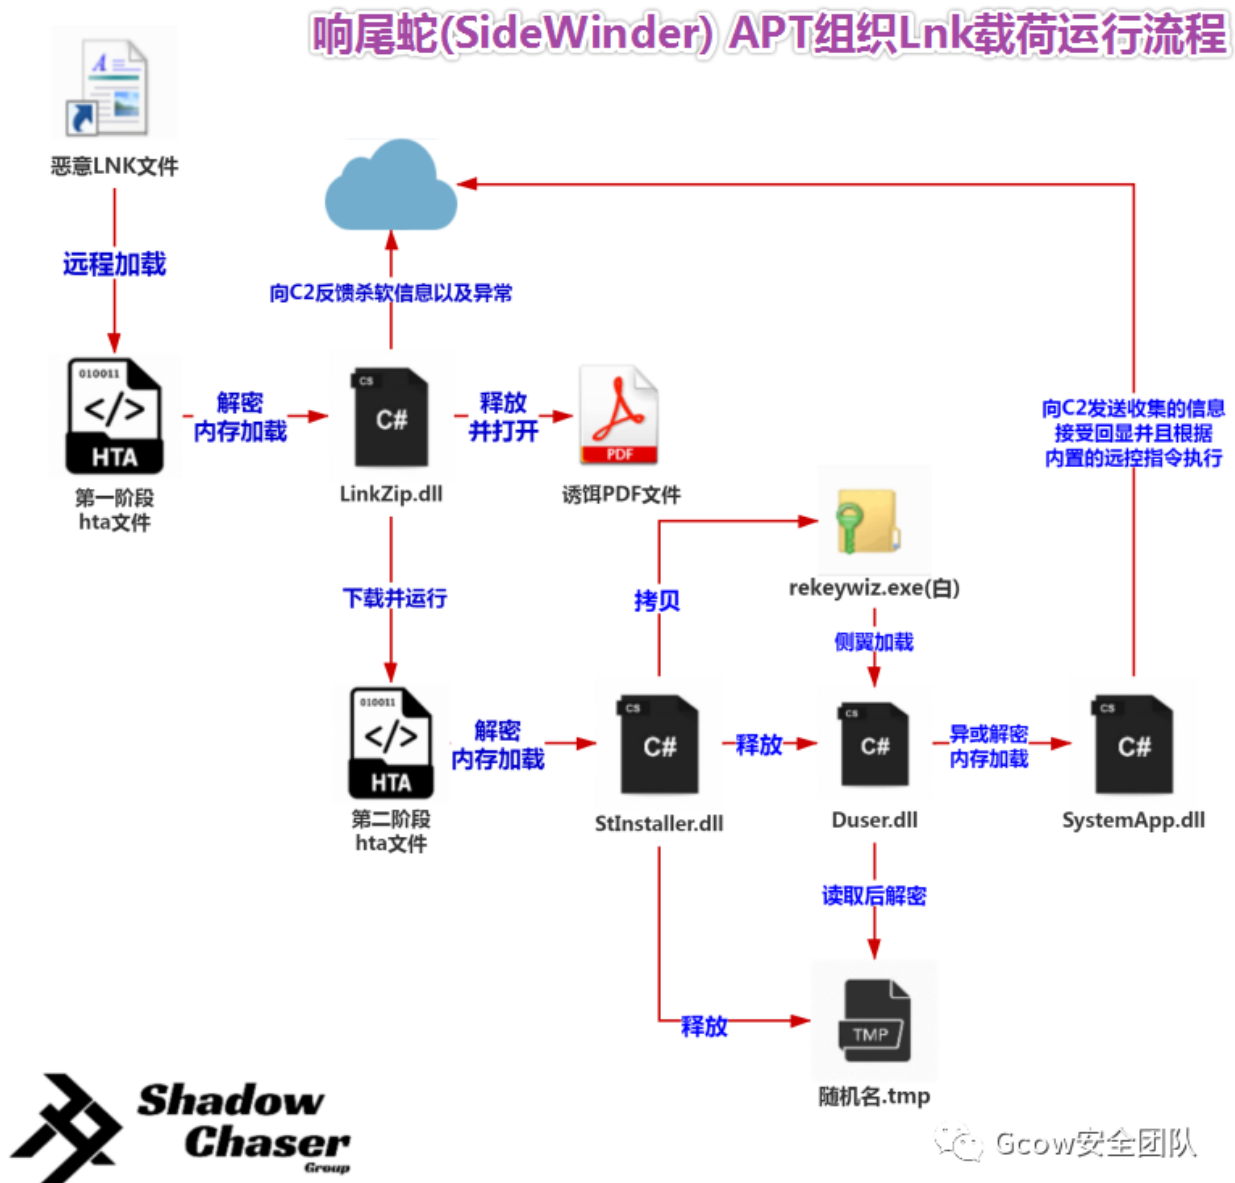 响尾蛇(SideWinder) APT组织Lnk载荷运行流程
A
恶意LNK文件
远程加载
向C2反馈杀软信息以及异常
010011
</>
HTA
第一阶段
hta文件
解密
内存加载
CS
C#
LinkZip.dll
释放
并打开
PDF
诱饵PDF文件
向C2发送收集的信息
接受回显并且根据
内置的远控指令执行
rekeywiz.exe(白)
下载并运行
拷贝
侧翼加载
010011
</>
HTA
第二阶段
hta文件
解密
内存加载
CS
C#
StInstaller.dll
释放
CS
C#
Duser.dll
异或解密
内存加载
CS
C#
SystemApp.dll
读取后解密
释放
TMP
随机名.tmp
Shadow
Chaser
Group
Gcow安全团队